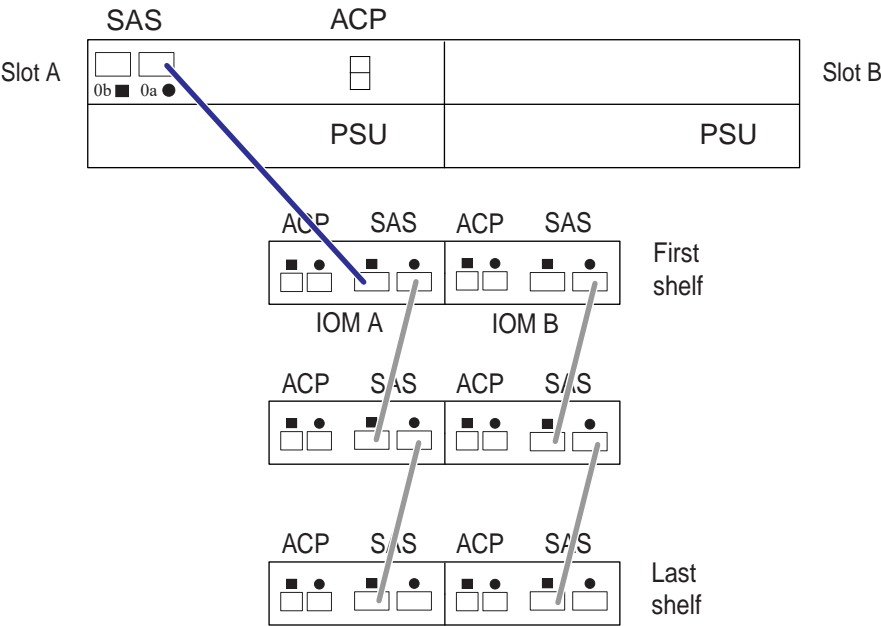 SAS ACP
Slot A Slot B
0b ■ 0a ●
PSU PSU
ACP SAS ACP SAS
■ ● ■ ● ■ ● ■ ●
First
shelf
IOM A IOM B
ACP SAS ACP SAS
■ ● ■ ● ■ ● ■ ●
ACP SAS ACP SAS
■ ● ■ ● ■ ● ■ ●
Last
shelf